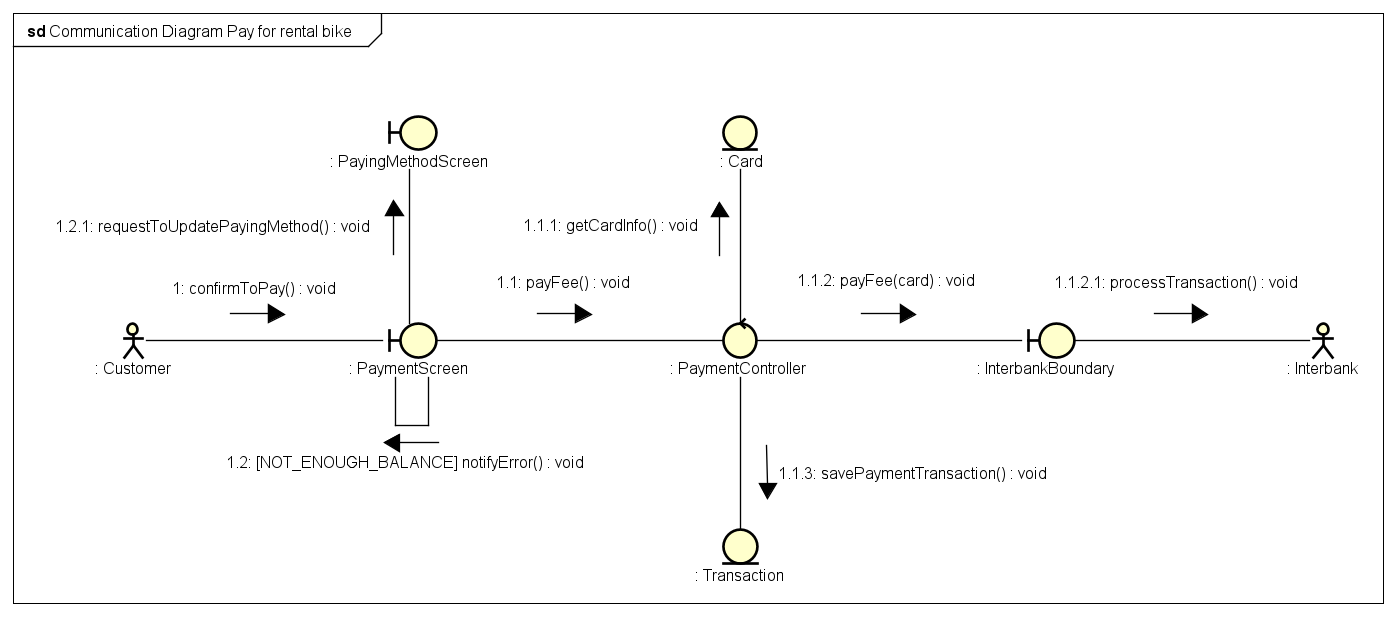 sd Communication Diagram Pay for rental bike
: PayingMethodScreen
: Card
1.2.1: requestToUpdatePayingMethod() : void
1.1.1: getCardInfo() : void
1: confirmToPay() : void
1.1: payFee() : void
1.1.2: payFee(card) : void
1.1.2.1: processTransaction() : void
: Customer
: PaymentScreen
: PaymentController
: InterbankBoundary
: Interbank
1.2: [NOT_ENOUGH_BALANCE] notifyError() : void
1.1.3: savePaymentTransaction() : void
: Transaction